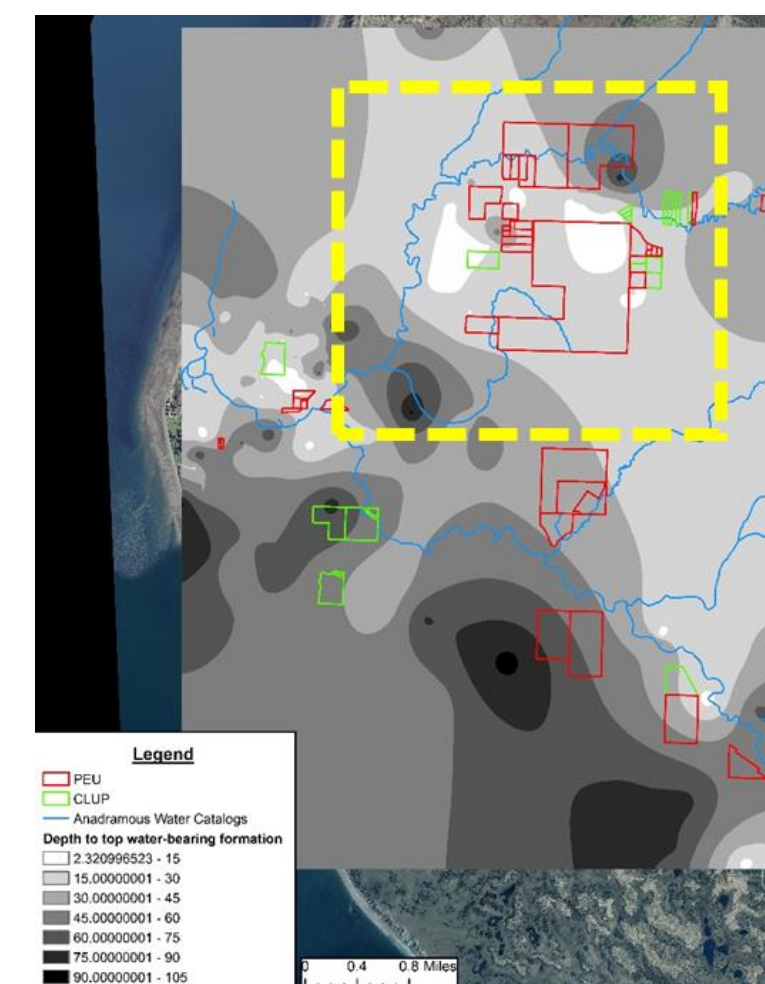 Legend
PEU
CLUP
Anadramous Water Catalogs
Depth to top water-bearing formation
2.320996523 - 15
15.00000001 - 30
30.00000001 - 45
45.00000001 - 60
60.00000001 - 75
75.00000001 - 90
90.00000001 - 105
0 0.4 0.8 Miles